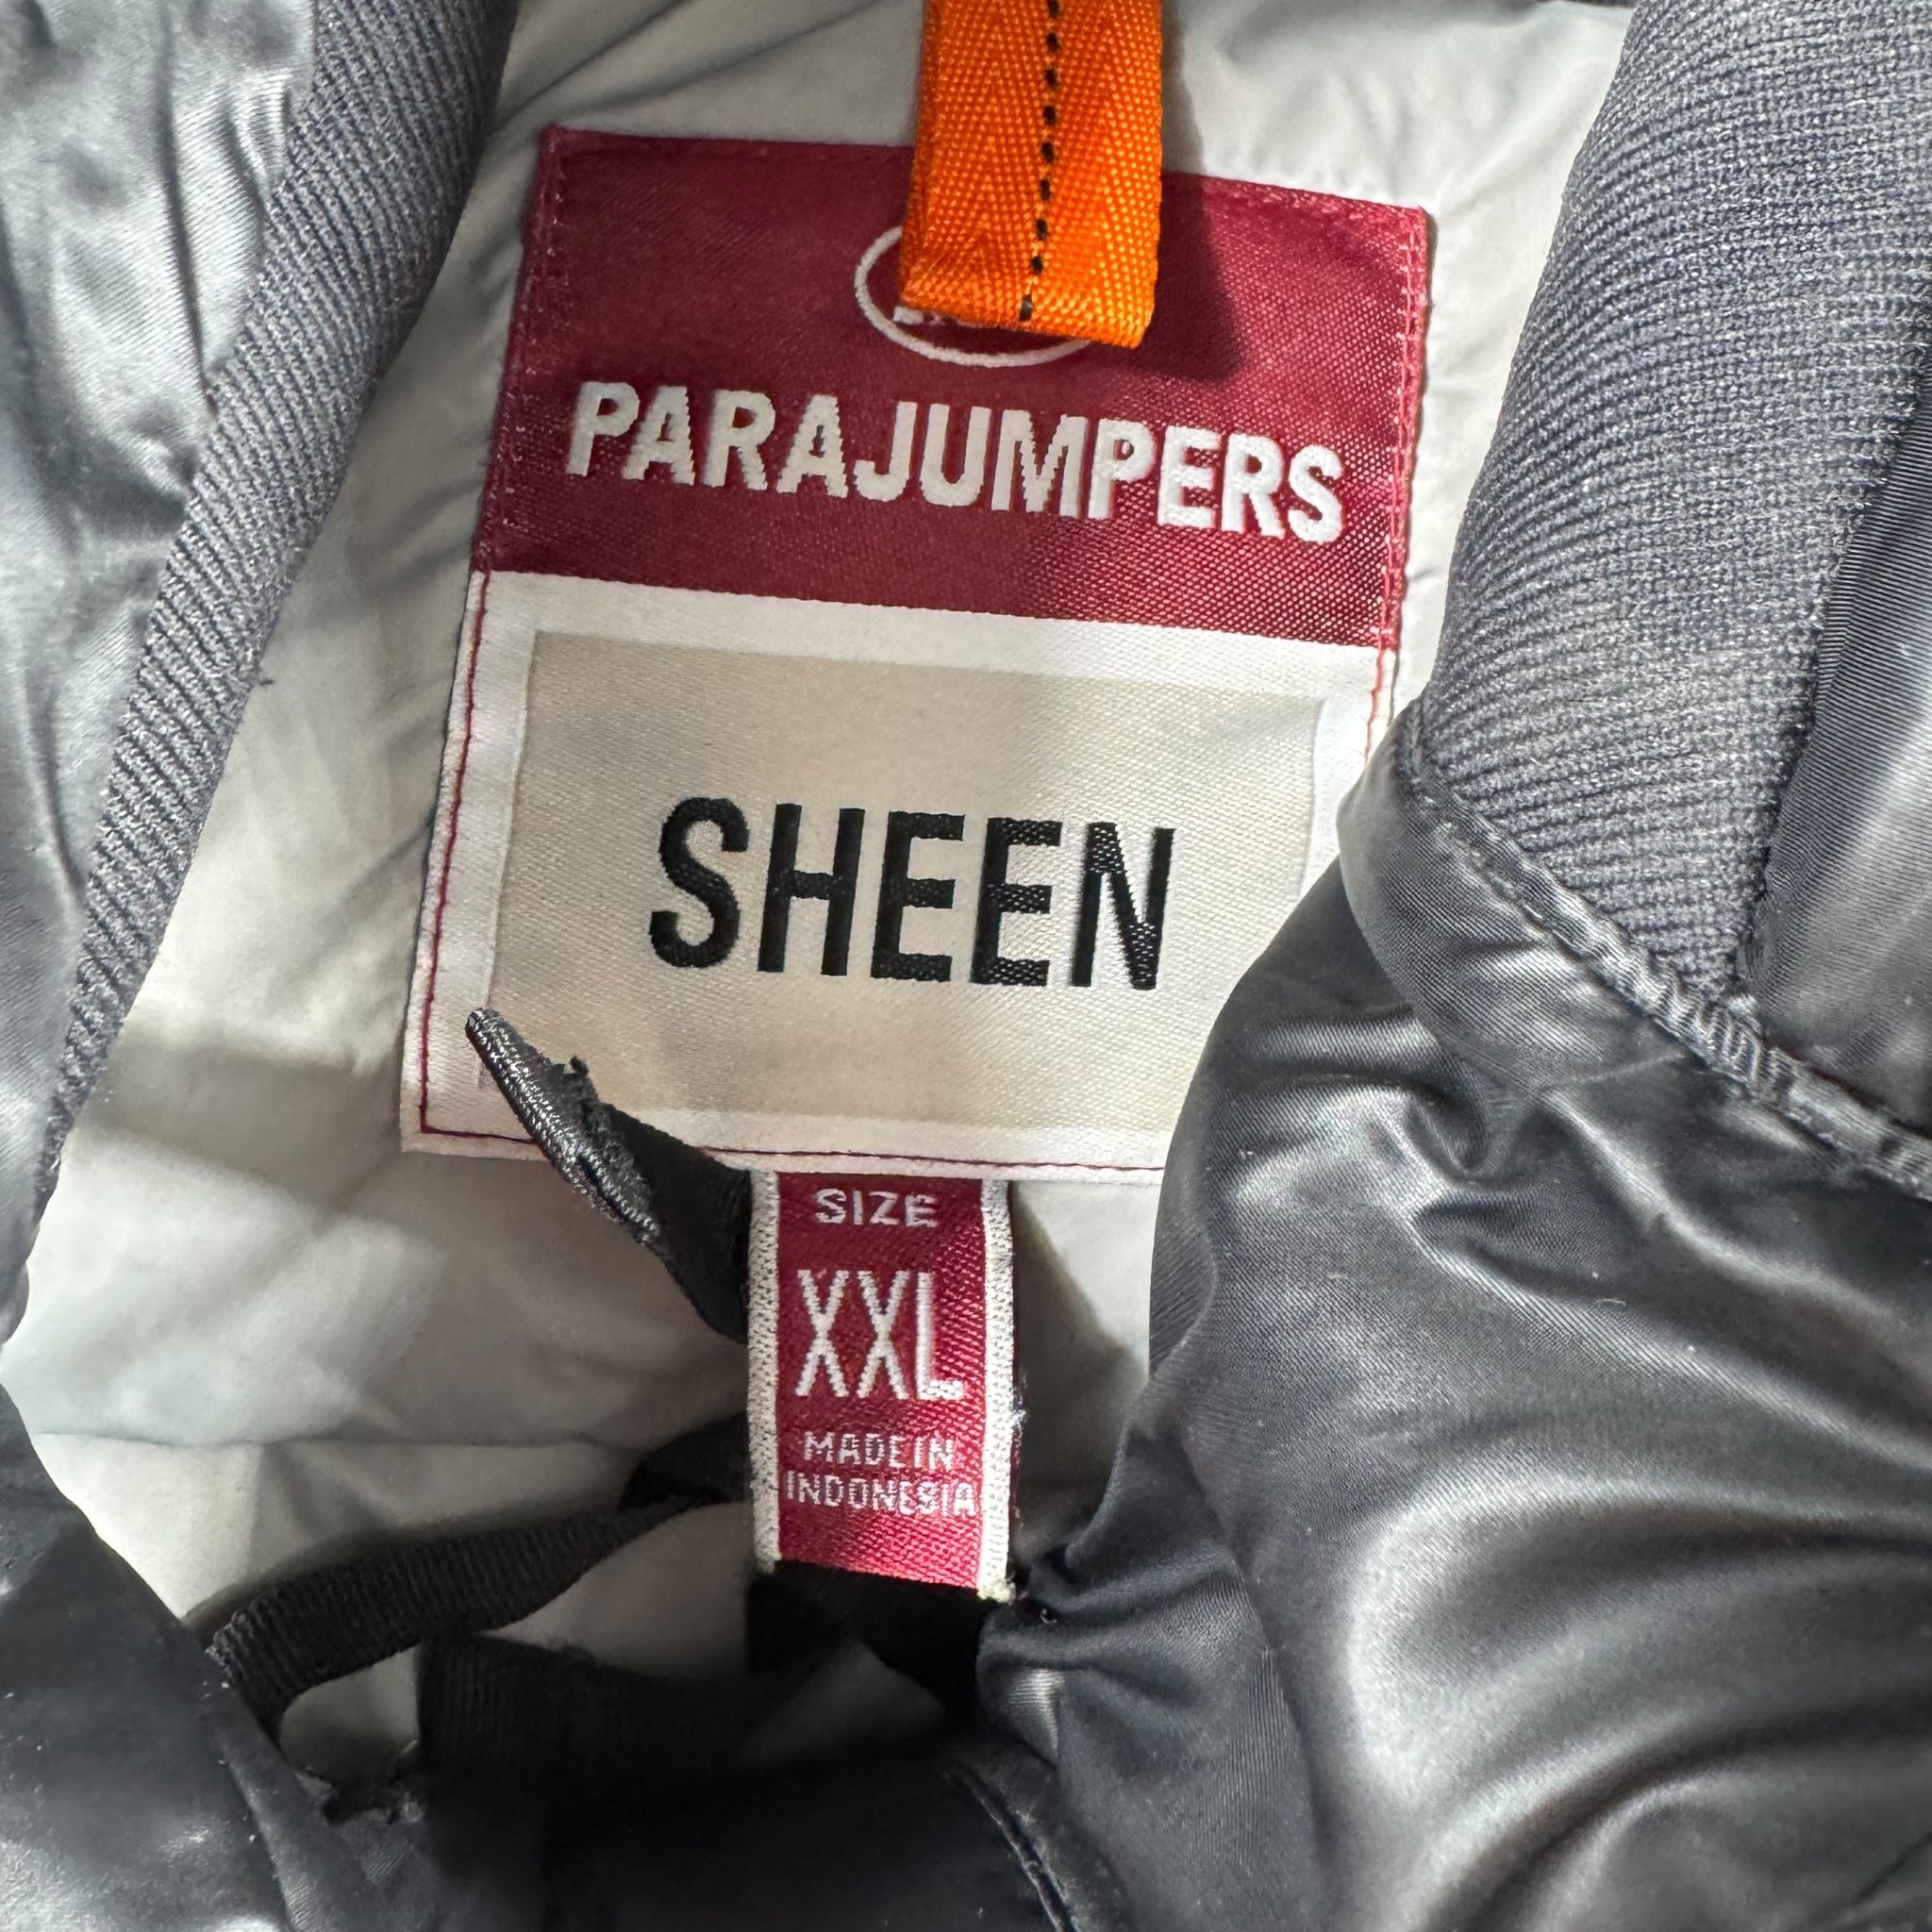 PARAJUMPERS
SHEEN
SIZE
XXL
MADE IN
INDONESIA